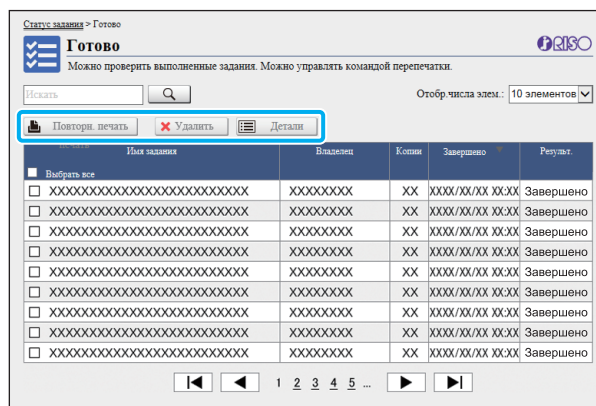 Статус задания > Готово
Готово
RISO
Можно проверить выполненные задания. Можно управлять командой перепечатки.
Искать
Отобр.числа элем.: 10 элементов
Повторн. печать Удалить Детали
печать
Имя задания Владелец Копии Завершено Результ.
Выбрать все
XXXXXXXXXXXXXXXXXXXXXXXXX XXXXXXXX XX XXXX/XX/XX XX:XX Завершено
XXXXXXXXXXXXXXXXXXXXXXXXX XXXXXXXX XX XXXX/XX/XX XX:XX Завершено
XXXXXXXXXXXXXXXXXXXXXXXXX XXXXXXXX XX XXXX/XX/XX XX:XX Завершено
XXXXXXXXXXXXXXXXXXXXXXXXX XXXXXXXX XX XXXX/XX/XX XX:XX Завершено
XXXXXXXXXXXXXXXXXXXXXXXXX XXXXXXXX XX XXXX/XX/XX XX:XX Завершено
XXXXXXXXXXXXXXXXXXXXXXXXX XXXXXXXX XX XXXX/XX/XX XX:XX Завершено
XXXXXXXXXXXXXXXXXXXXXXXXX XXXXXXXX XX XXXX/XX/XX XX:XX Завершено
XXXXXXXXXXXXXXXXXXXXXXXXX XXXXXXXX XX XXXX/XX/XX XX:XX Завершено
XXXXXXXXXXXXXXXXXXXXXXXXX XXXXXXXX XX XXXX/XX/XX XX:XX Завершено
1 2 3 4 5 ...